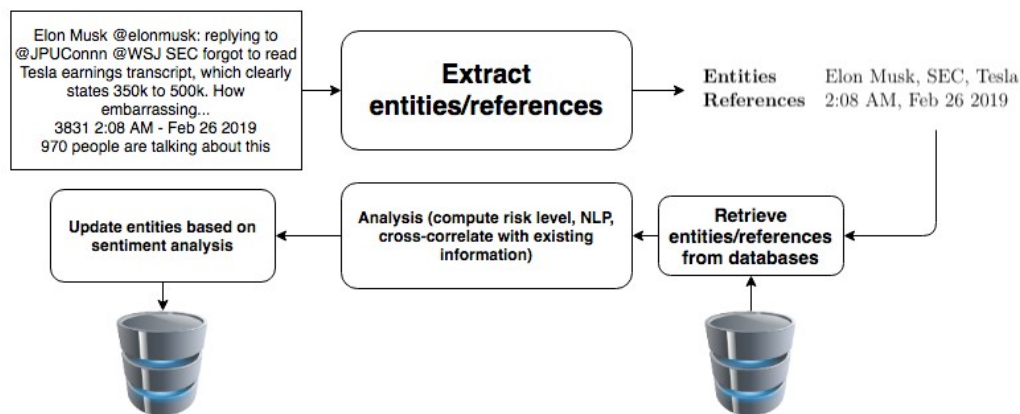 Elon Musk @elonmusk: replying to
@JPUConnn @WSJ SEC forgot to read
Tesla earnings transcript, which clearly
states 350k to 500k. How
embarrassing...
3831 2:08 AM - Feb 26 2019
970 people are talking about this
Extract
entities/references
Entities Elon Musk, SEC, Tesla
References 2:08 AM, Feb 26 2019
Retrieve
entities/references
from databases
Analysis (compute risk level, NLP,
cross-correlate with existing
information)
Update entities based on
sentiment analysis